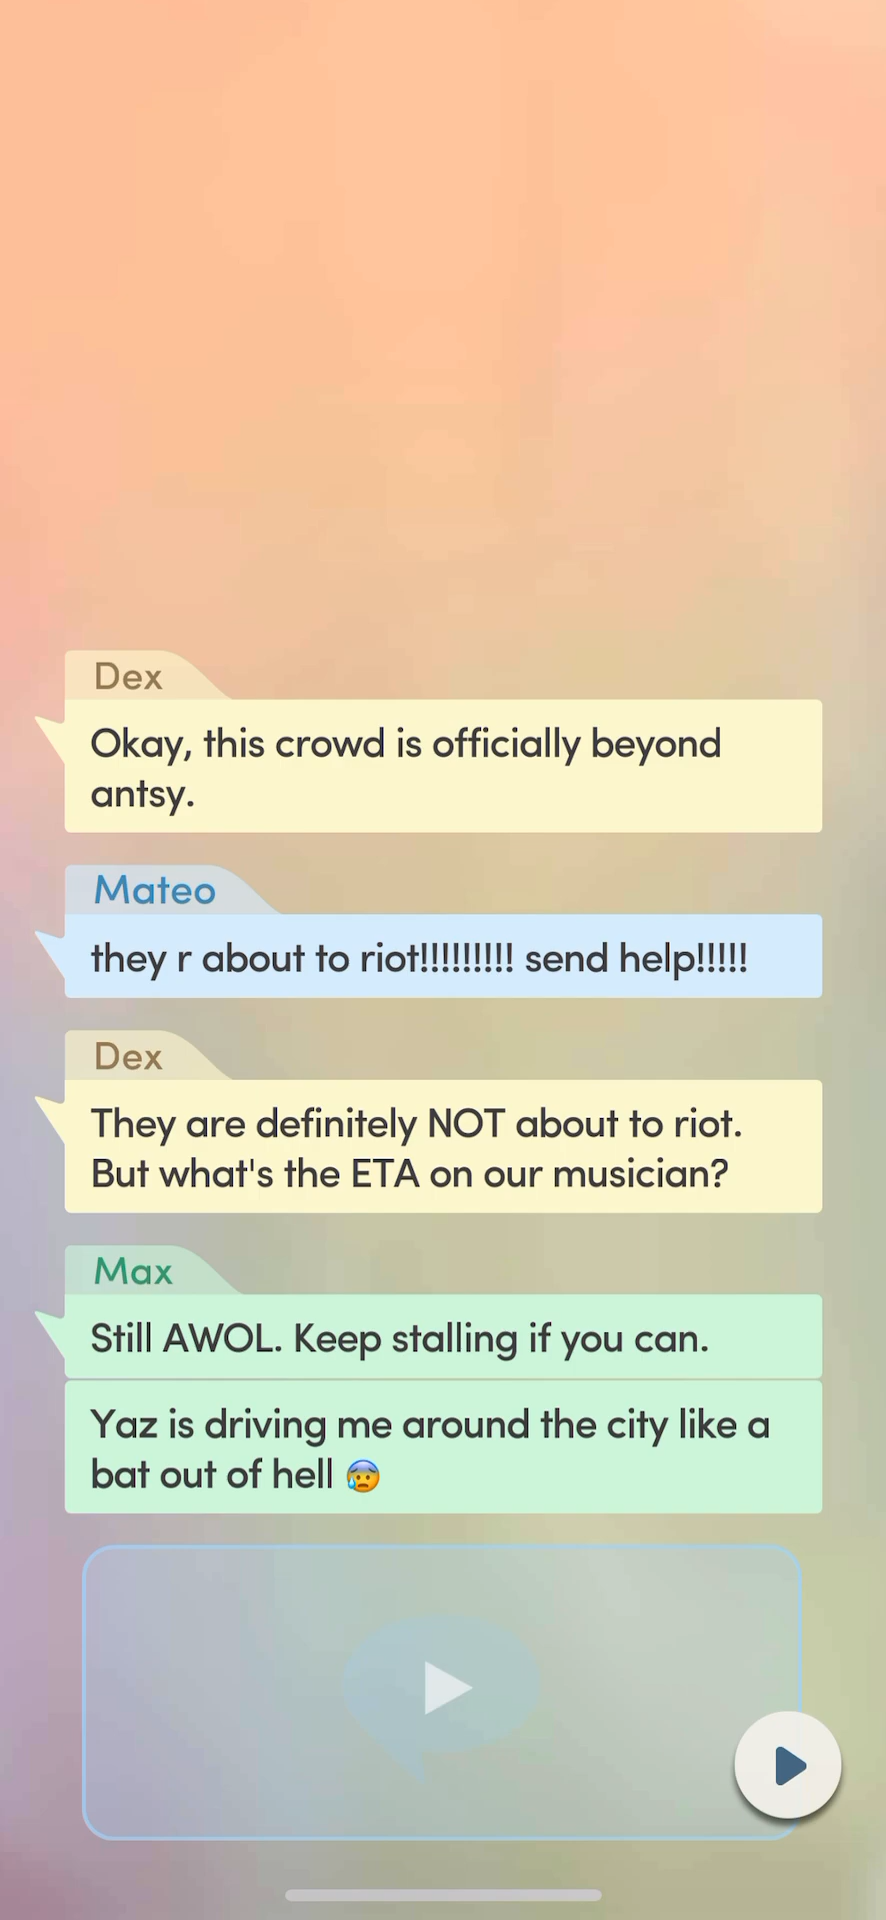 Dex
Okay, this crowd is officially beyond
antsy.
Mateo
they r about to riot!!!!!!!!! send help!!!!!
Dex
They are definitely NOT about to riot.
But what's the ETA on our musician?
Max
Still AWOL. Keep stalling if you can.
Yaz is driving me around the city like a
bat out of hell 😰